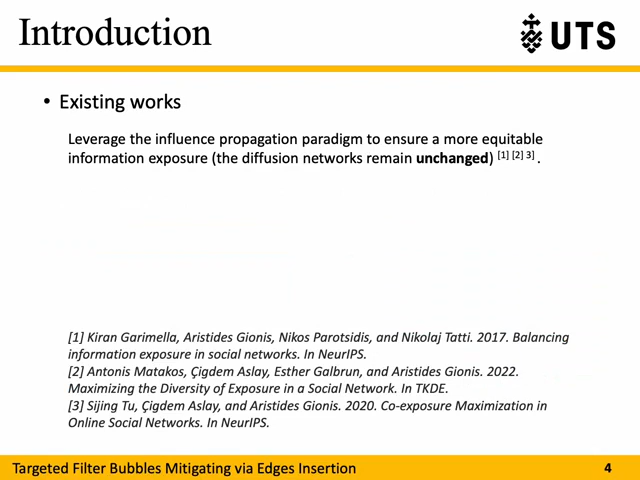 Introduction
UTS
• Existing works
Leverage the influence propagation paradigm to ensure a more equitable
information exposure (the diffusion networks remain unchanged) [1] [2] 3] .
[1] Kiran Garimella, Aristides Gionis, Nikos Parotsidis, and Nikolaj Tatti. 2017. Balancing
information exposure in social networks. In NeurIPS.
[2] Antonis Matakos, Çigdem Aslay, Esther Galbrun, and Aristides Gionis. 2022.
Maximizing the Diversity of Exposure in a Social Network. In TKDE.
[3] Sijing Tu, Çigdem Aslay, and Aristides Gionis. 2020. Co-exposure Maximization in
Online Social Networks. In NeurIPS.
Targeted Filter Bubbles Mitigating via Edges Insertion
4